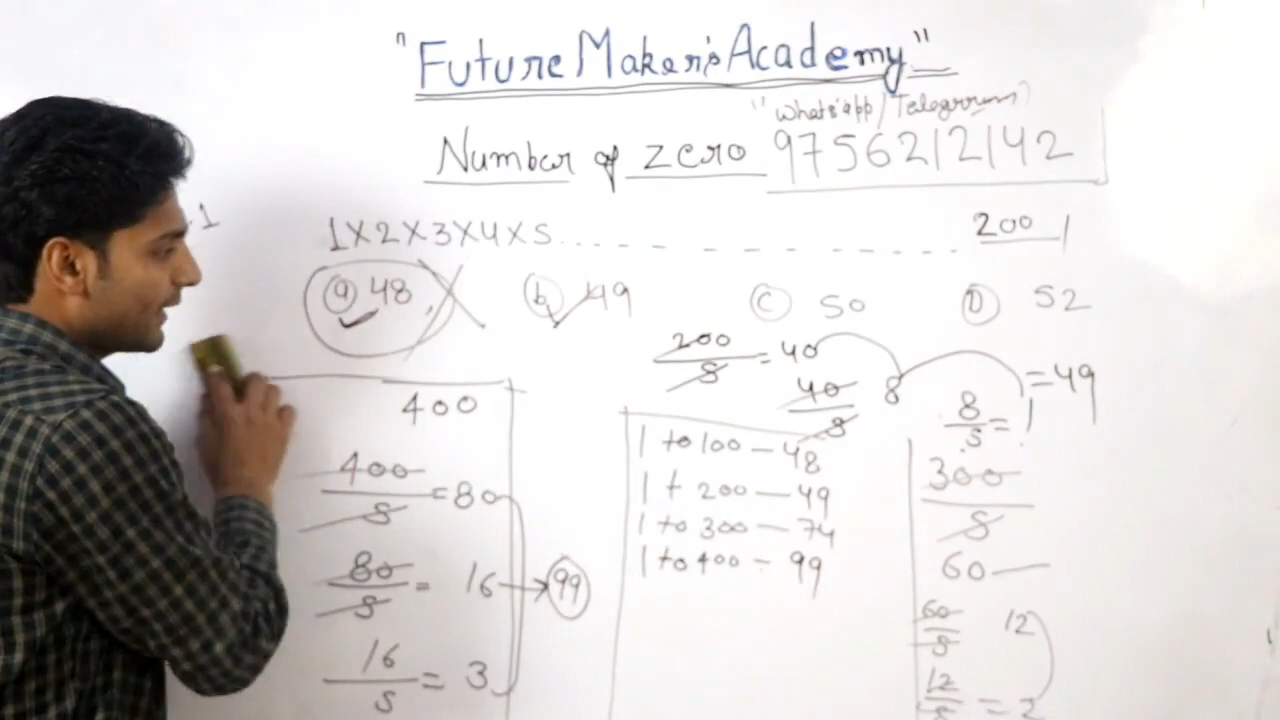 "Future Maker's Academy"
"Whatsapp/Telegram"
Number of zero 9756212142
.1
1X2X3X4X5.... - - - - - - .... 200
a 48, b 49 C 50 D 52
200/5 = 40
40/5 8
8/5 = 1
=49
400
400/5 = 80
80/5 = 16 → 99
16/5 = 3
1 to 100 - 48
1 t 200 - 49
1 to 300 - 74
1 to 400 - 99
300/5
60
60/5 12
12/5 = 2